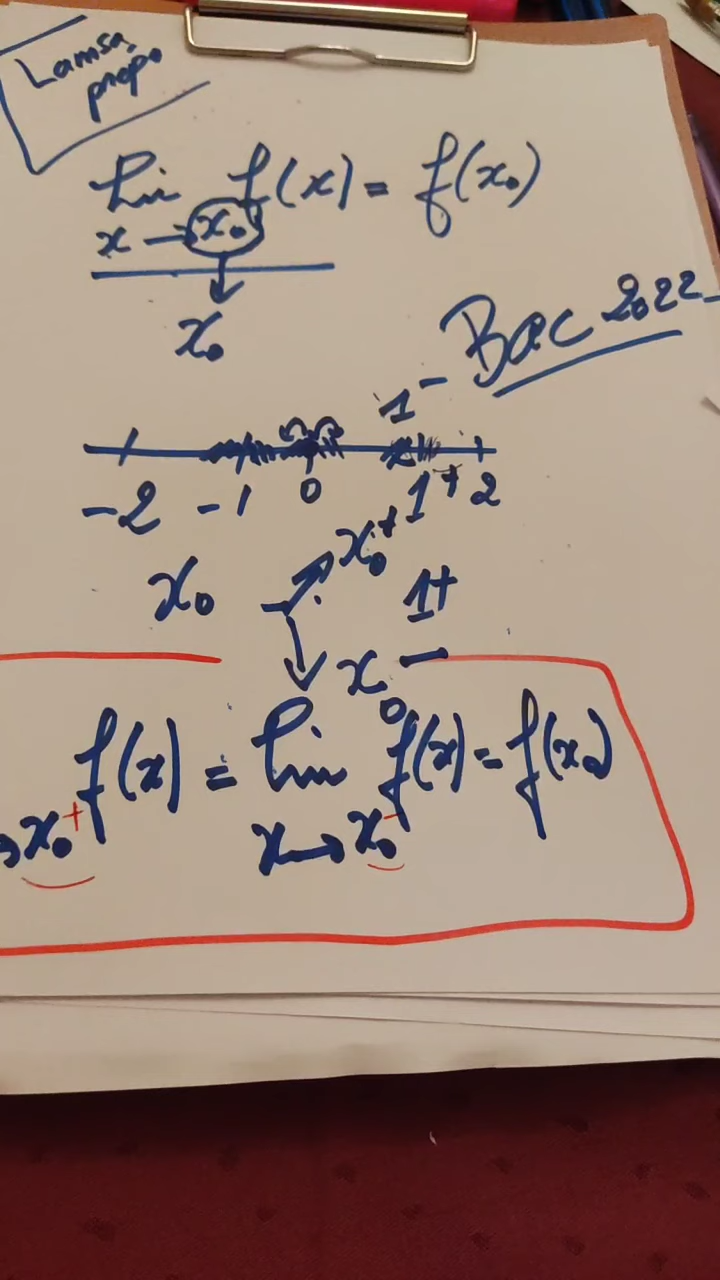 Lamsa
propo
lim f(x) = f(x₀)
x → x₀
x₀
Bac 2022
1⁻
-2 -1 0 1⁺ 2
x₀⁺
x₀ 1+
x₀⁻
f(x) = lim f(x) = f(x₀)
→x₀⁺ x → x₀⁻